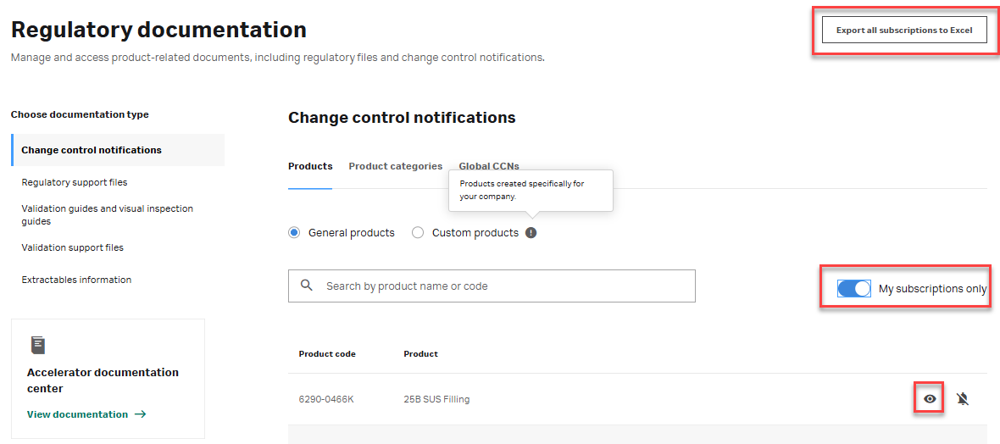 Regulatory documentation
Export all subscriptions to Excel
Manage and access product-related documents, including regulatory files and change control notifications.
Choose documentation type
Change control notifications
Regulatory support files
Validation guides and visual inspection
guides
Validation support files
Extractables information
Accelerator documentation
center
View documentation
Change control notifications
Products Product categories Global CCNs
Products created specifically for
your company.
General products Custom products
Search by product name or code
My subscriptions only
Product code Product
6290-0466K 25B SUS Filling